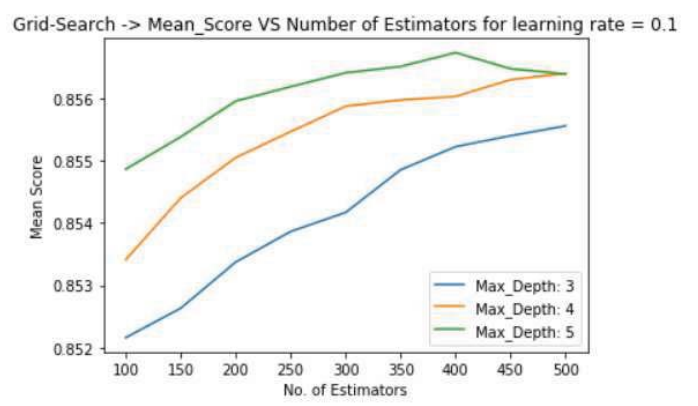 Grid-Search -> Mean_Score VS Number of Estimators for learning rate = 0.1
0.856
0.855
0.854
0.853
0.852
Mean Score
Max_Depth: 3
Max_Depth: 4
Max_Depth: 5
100 150 200 250 300 350 400 450 500
No. of Estimators